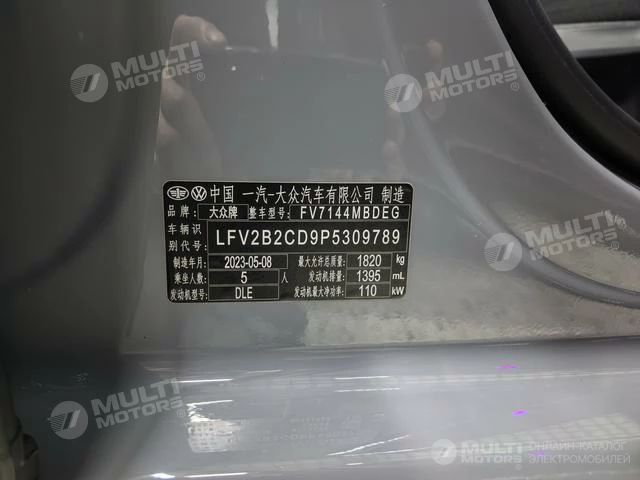 MULTI
MOTORS
MULTI
MOTORS
中国 一汽-大众汽车有限公司 制造
品牌: 大众牌 整车型号: FV7144MBDEG
车辆识别代号: LFV2B2CD9P5309789
制造年月: 2023-05-08 最大允许总质量: 1820 kg
乘坐人数: 5 人 发动机排量: 1395 mL
发动机型号: DLE 发动机最大净功率: 110 kW
MULTI
MOTORS
MULTI
MOTORS
ОНЛАЙН-КАТАЛОГ
ЭЛЕКТРОМОБИЛЕЙ